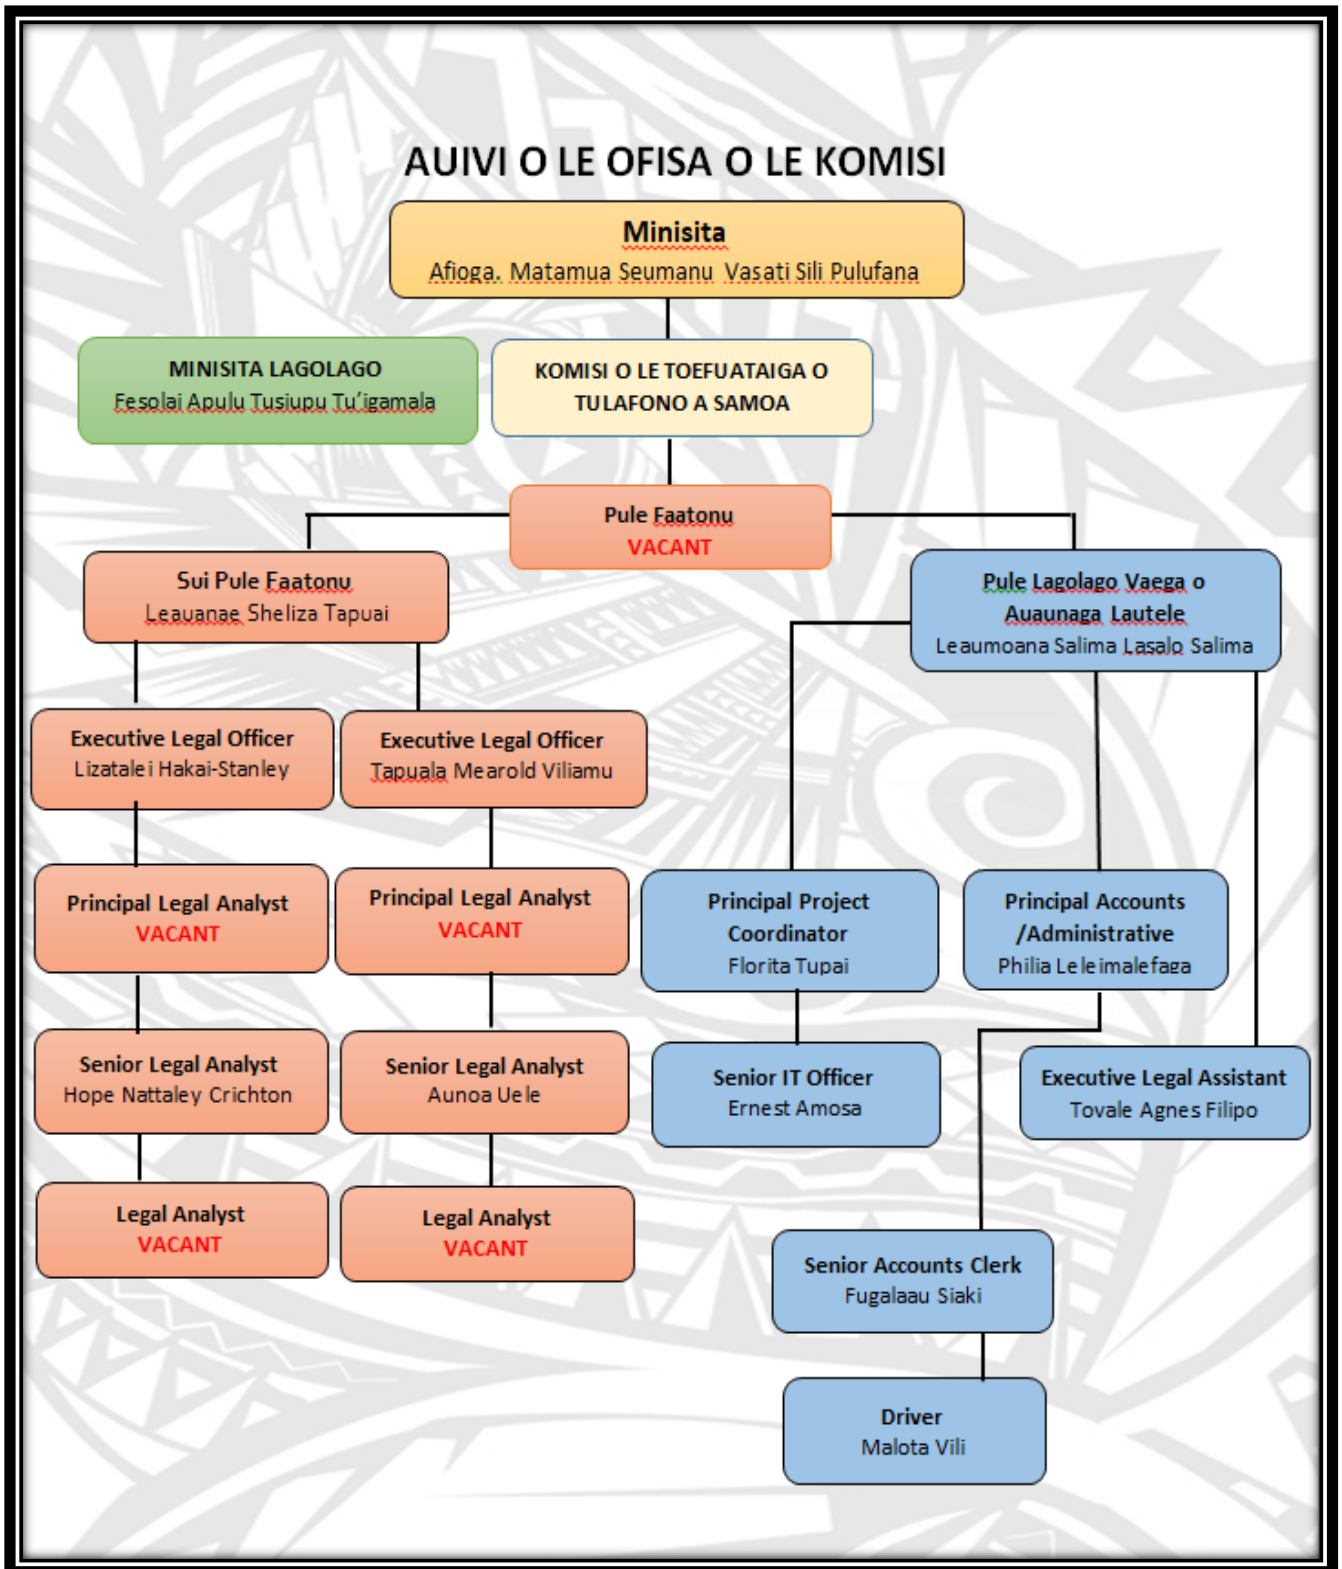 AUIVI O LE OFISA O LE KOMISI
Minisita
Afioga. Matamua Seumanu Vasati Sili Pulufana
MINISITA LAGOLAGO
Fesolai Apulu Tusiupu Tu’igamala
KOMISI O LE TOEFUATAIGA O
TULAFONO A SAMOA
Pule Faatonu
VACANT
Sui Pule Faatonu
Leauanae Sheliza Tapuai
Pule Lagolago Vaega o
Auaunaga Lautele
Leaumoana Salima Lasalo Salima
Executive Legal Officer
Lizatalei Hakai-Stanley
Executive Legal Officer
Tapuala Mearold Viliamu
Principal Legal Analyst
VACANT
Principal Legal Analyst
VACANT
Principal Project
Coordinator
Florita Tupai
Principal Accounts
/Administrative
Philia Leleimalefaga
Senior Legal Analyst
Hope Nattaley Crichton
Senior Legal Analyst
Aunoa Uele
Senior IT Officer
Ernest Amosa
Executive Legal Assistant
Tovale Agnes Filipo
Legal Analyst
VACANT
Legal Analyst
VACANT
Senior Accounts Clerk
Fugalaau Siaki
Driver
Malota Vili